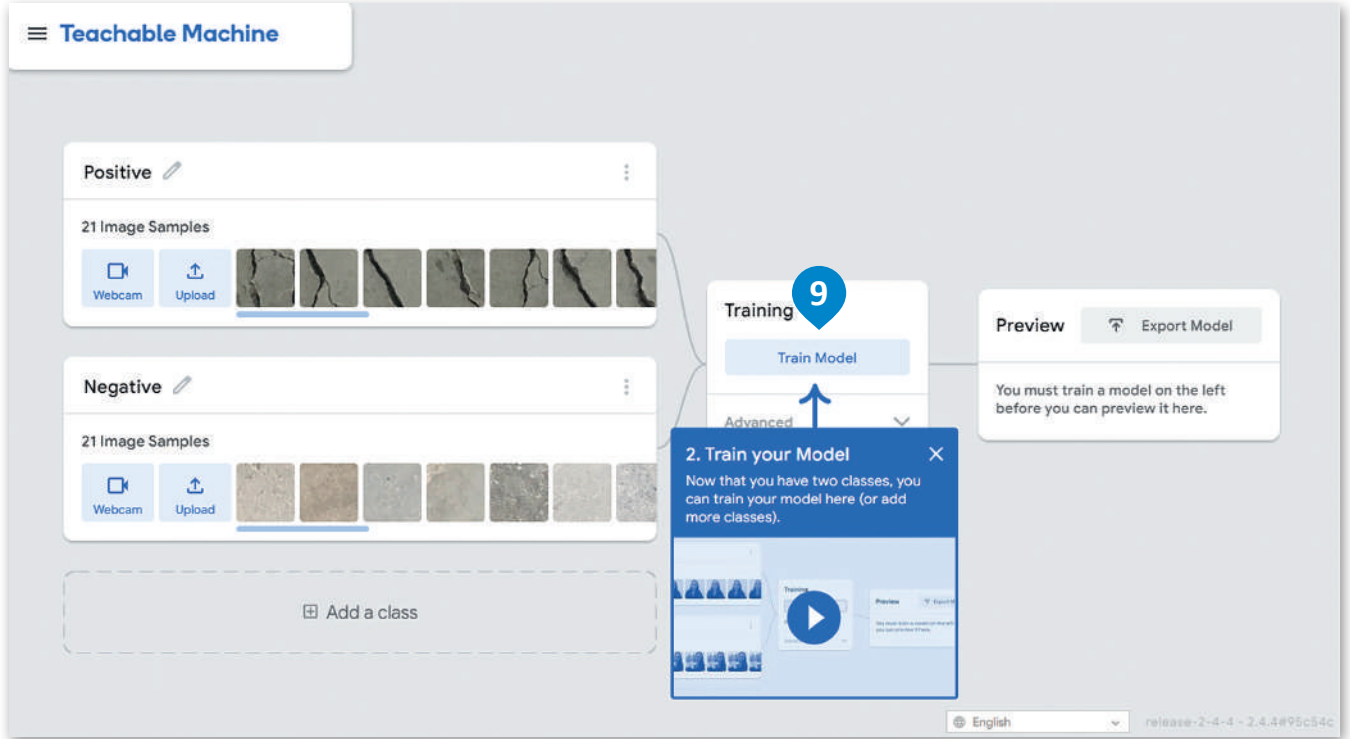 Teachable Machine
Positive
21 Image Samples
Webcam
Upload
Negative
21 Image Samples
Webcam
Upload
Add a class
Training
9
Train Model
Advanced
2. Train your Model
Now that you have two classes, you
can train your model here (or add
more classes).
Training
Preview
Preview
Export Model
You must train a model on the left
before you can preview it here.
English
release-2-4-4 - 2.4.4#95c54c